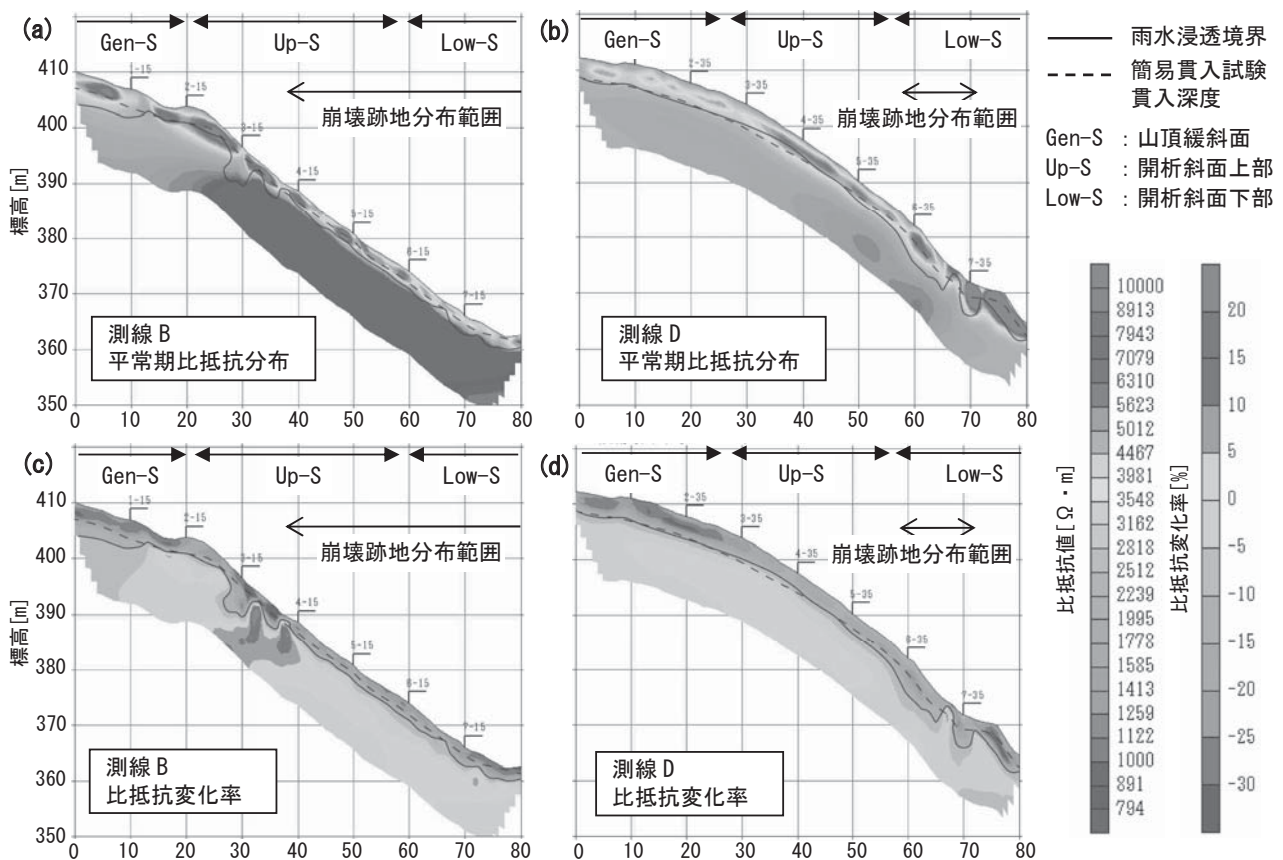 (a)
Gen-S
Up-S
Low-S
崩壊跡地分布範囲
標高[m]
410
400
390
380
370
360
350
1-15
2-15
3-15
4-15
5-15
6-15
7-15
測線 B
平常期比抵抗分布
0
10
20
30
40
50
60
70
80
(b)
Gen-S
Up-S
Low-S
崩壊跡地分布範囲
2-35
3-35
4-35
5-35
6-35
7-35
測線 D
平常期比抵抗分布
0
10
20
30
40
50
60
70
80
(c)
Gen-S
Up-S
Low-S
崩壊跡地分布範囲
標高[m]
410
400
390
380
370
360
350
1-15
2-15
3-15
4-15
5-15
6-15
7-15
測線 B
比抵抗変化率
0
10
20
30
40
50
60
70
80
(d)
Gen-S
Up-S
Low-S
崩壊跡地分布範囲
2-35
3-35
4-35
5-35
6-35
7-35
測線 D
比抵抗変化率
0
10
20
30
40
50
60
70
80
雨水浸透境界
簡易貫入試験
貫入深度
Gen-S : 山頂緩斜面
Up-S : 開析斜面上部
Low-S : 開析斜面下部
比抵抗値[Ω・m]
10000
8913
7943
7079
6310
5623
5012
4467
3981
3548
3162
2818
2512
2239
1995
1778
1585
1413
1259
1122
1000
891
794
比抵抗変化率[%]
20
15
10
5
0
-5
-10
-15
-20
-25
-30